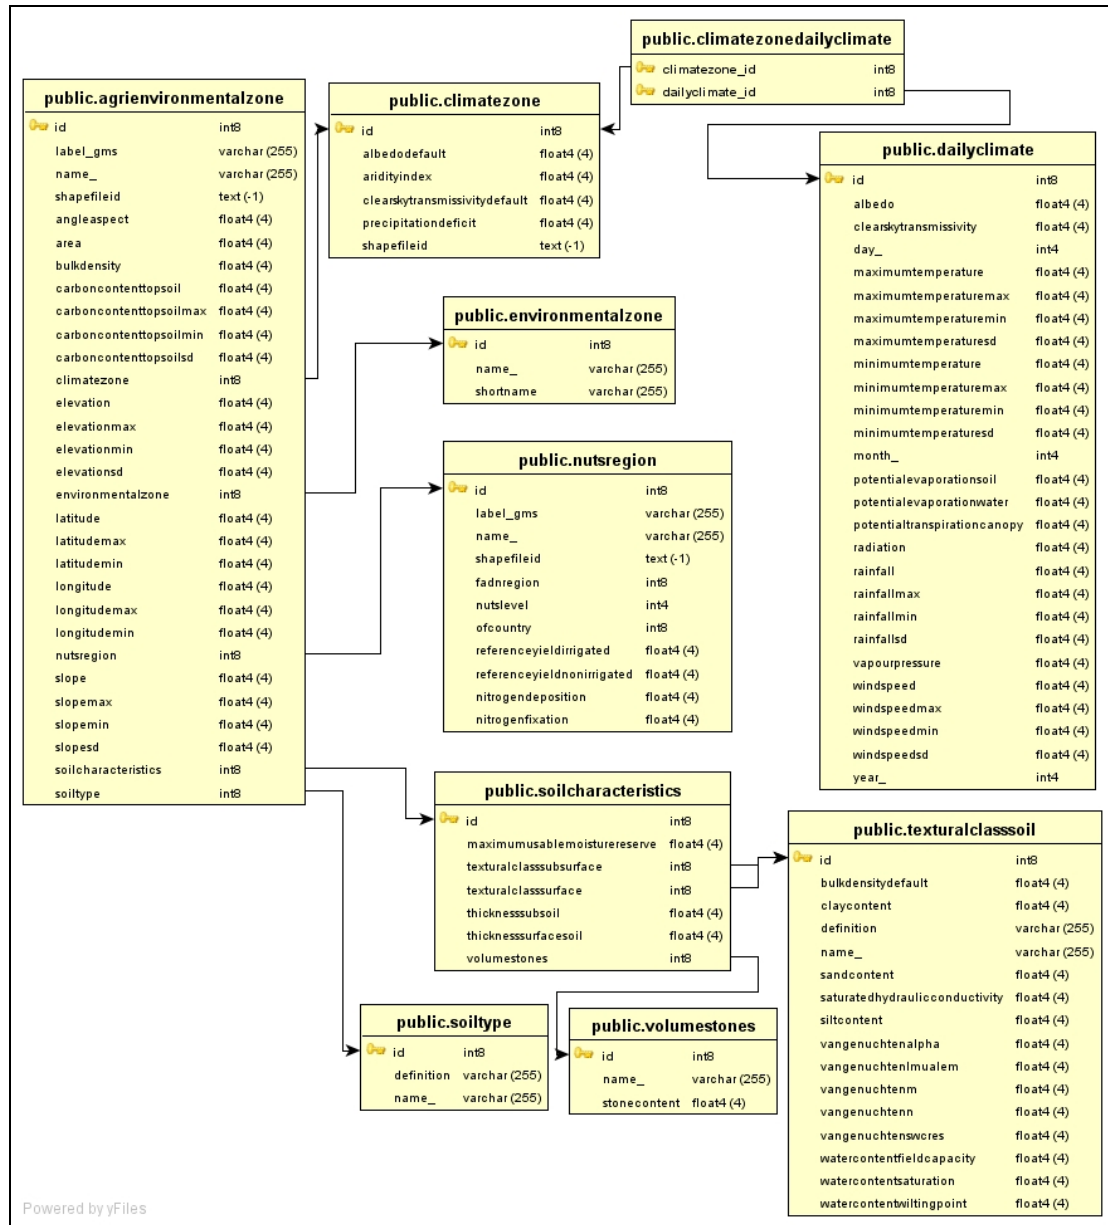 public.climatezonedailyclimate
climatezone_id int8
dailyclimate_id int8
public.agrienvironmentalzone
id int8
label_gms varchar (255)
name_ varchar (255)
shapefileid text (-1)
angleaspect float4 (4)
area float4 (4)
bulkdensity float4 (4)
carboncontenttopsoil float4 (4)
carboncontenttopsoilmax float4 (4)
carboncontenttopsoilmin float4 (4)
carboncontenttopsoilsd float4 (4)
climatezone int8
elevation float4 (4)
elevationmax float4 (4)
elevationmin float4 (4)
elevationsd float4 (4)
environmentalzone int8
latitude float4 (4)
latitudemax float4 (4)
latitudemin float4 (4)
longitude float4 (4)
longitudemax float4 (4)
longitudemin float4 (4)
nutsregion int8
slope float4 (4)
slopemax float4 (4)
slopemin float4 (4)
slopesd float4 (4)
soilcharacteristics int8
soiltype int8
public.climatezone
id int8
albedodefault float4 (4)
aridityindex float4 (4)
clearskytransmissivitydefault float4 (4)
precipitationdeficit float4 (4)
shapefileid text (-1)
public.dailyclimate
id int8
albedo float4 (4)
clearskytransmissivity float4 (4)
day_ int4
maximumtemperature float4 (4)
maximumtemperaturemax float4 (4)
maximumtemperaturemin float4 (4)
maximumtemperaturesd float4 (4)
minimumtemperature float4 (4)
minimumtemperaturemax float4 (4)
minimumtemperaturemin float4 (4)
minimumtemperaturesd float4 (4)
month_ int4
potentialevaporationsoil float4 (4)
potentialevaporationwater float4 (4)
potentialtranspirationcanopy float4 (4)
radiation float4 (4)
rainfall float4 (4)
rainfallmax float4 (4)
rainfallmin float4 (4)
rainfallsd float4 (4)
vapourpressure float4 (4)
windspeed float4 (4)
windspeedmax float4 (4)
windspeedmin float4 (4)
windspeedsd float4 (4)
year_ int4
public.environmentalzone
id int8
name_ varchar (255)
shortname varchar (255)
public.nutsregion
id int8
label_gms varchar (255)
name_ varchar (255)
shapefileid text (-1)
fadnregion int8
nutslevel int4
ofcountry int8
referenceyieldirrigated float4 (4)
referenceyieldnonirrigated float4 (4)
nitrogendeposition float4 (4)
nitrogenfixation float4 (4)
public.soilcharacteristics
id int8
maximumusablemoisturereserve float4 (4)
texturalclasssubsurface int8
texturalclasssurface int8
thicknesssubsoil float4 (4)
thicknesssurfacesoil float4 (4)
volumestones int8
public.texturalclasssoil
id int8
bulkdensitydefault float4 (4)
claycontent float4 (4)
definition varchar (255)
name_ varchar (255)
sandcontent float4 (4)
saturatedhydraulicconductivity float4 (4)
siltcontent float4 (4)
vangenuchtenalpha float4 (4)
vangenuchtenlmualem float4 (4)
vangenuchtenm float4 (4)
vangenuchtenn float4 (4)
vangenuchtenswcres float4 (4)
watercontentfieldcapacity float4 (4)
watercontentsaturation float4 (4)
watercontentwiltingpoint float4 (4)
public.soiltype
id int8
definition varchar (255)
name_ varchar (255)
public.volumestones
id int8
name_ varchar (255)
stonecontent float4 (4)
Powered by yFiles